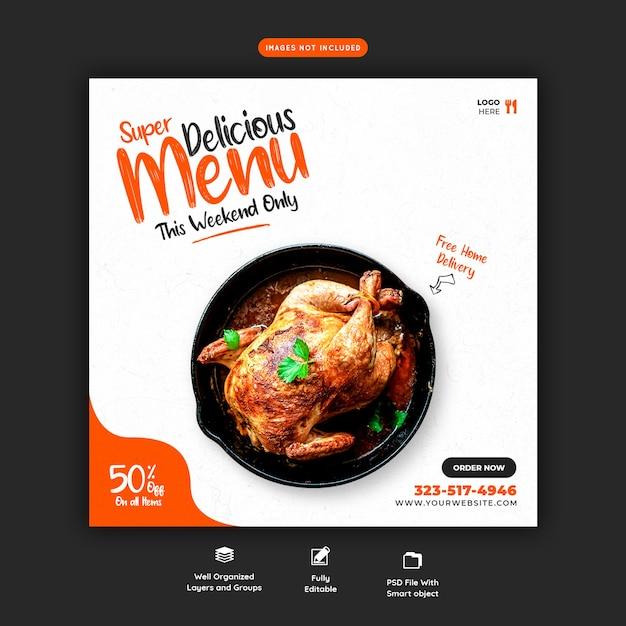 IMAGES NOT INCLUDED
LOGO
HERE
Super Delicious
Menu
This Weekend Only
Free Home
Delivery
50% Off
On all Items
ORDER NOW
323-517-4946
WWW.YOURWEBSITE.COM
Well Organized
Layers and Groups
Fully
Editable
PSD File With
Smart object